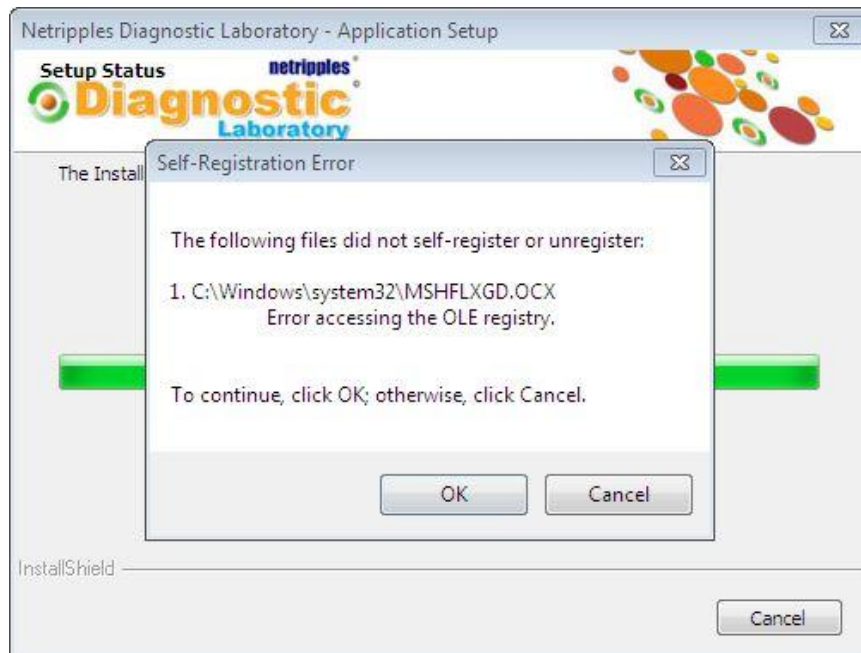 Netripples Diagnostic Laboratory - Application Setup
Setup Status
netripples
Diagnostic
Laboratory
The Install
Self-Registration Error
The following files did not self-register or unregister:
1. C:\Windows\system32\MSHFLXGD.OCX
Error accessing the OLE registry.
To continue, click OK; otherwise, click Cancel.
OK Cancel
InstallShield
Cancel